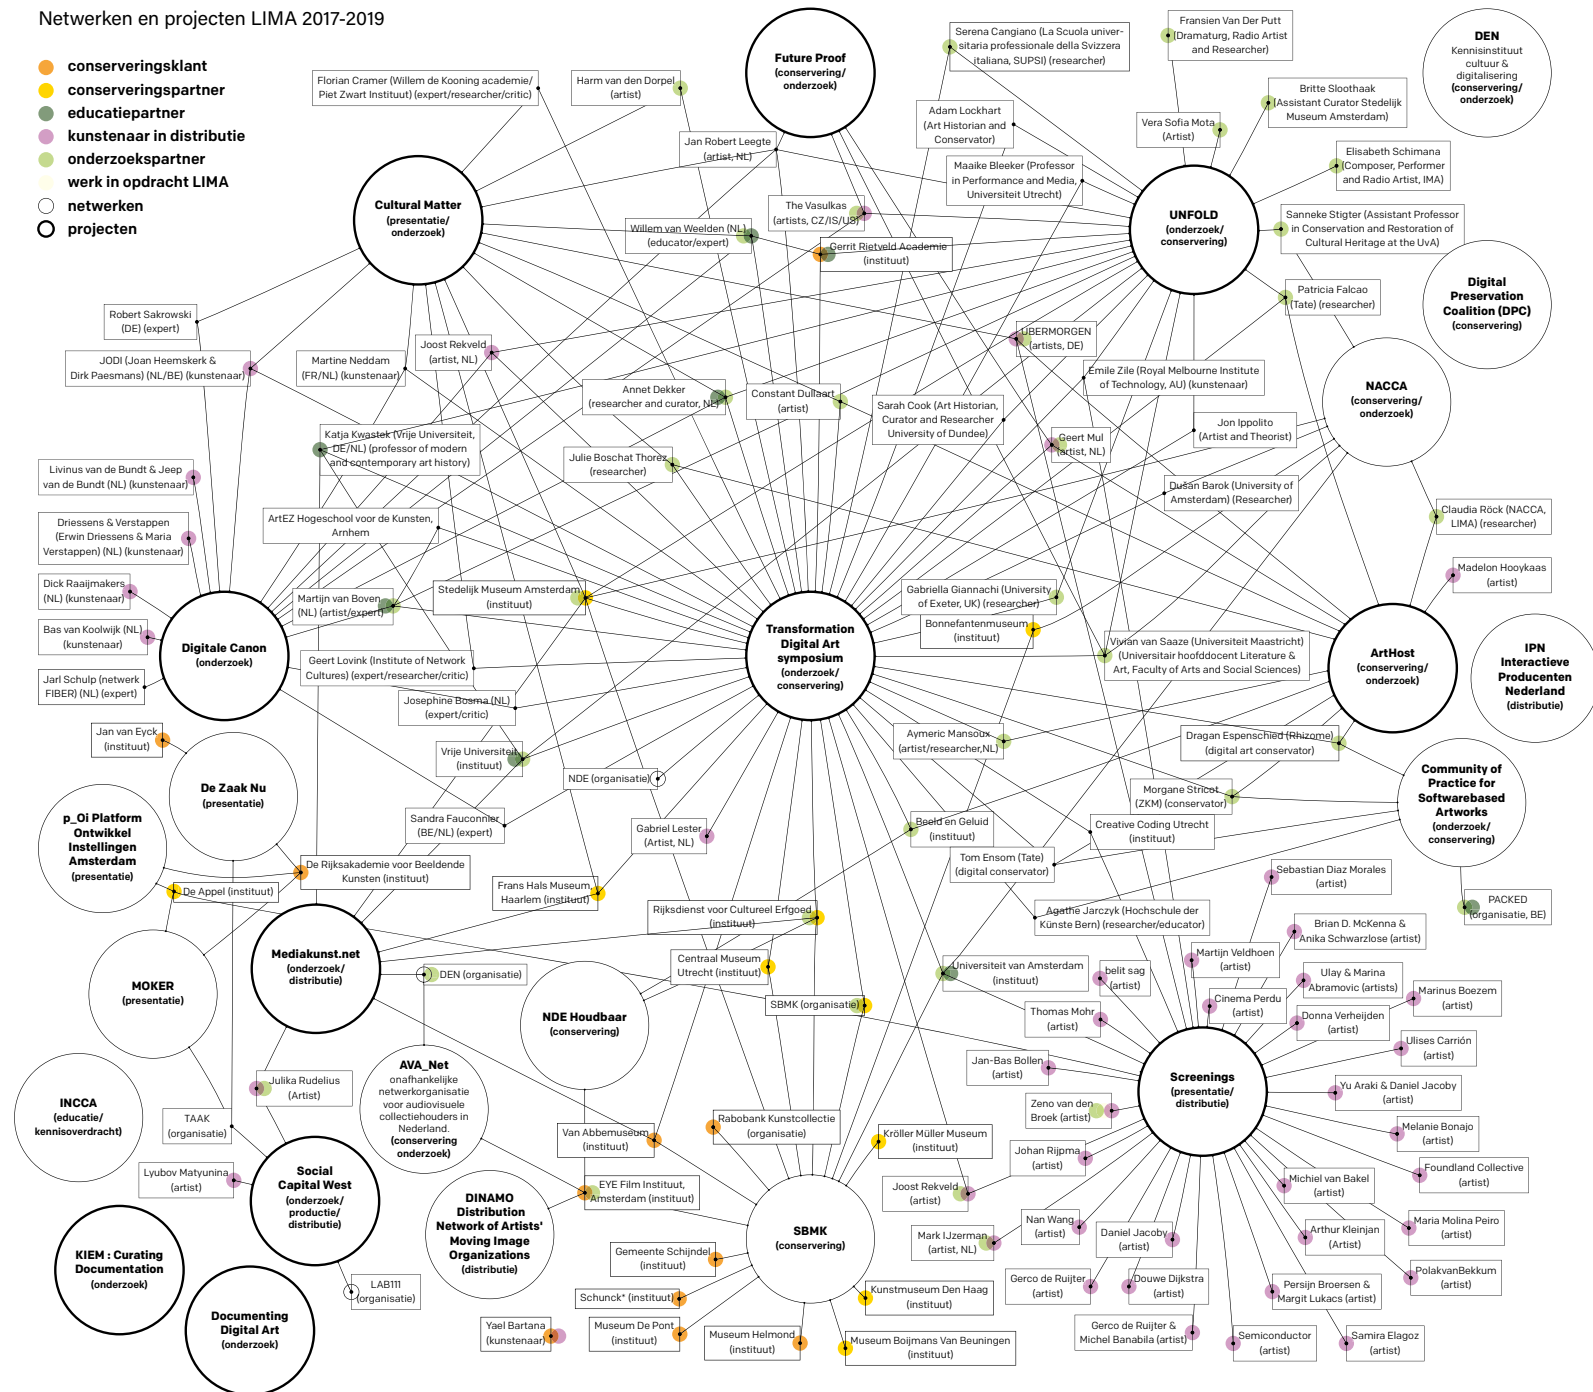 Netwerken en projecten LIMA 2017-2019
conserveringsklant
conserveringspartner
educatiepartner
kunstenaar in distributie
onderzoekspartner
werk in opdracht LIMA
netwerken
projecten
Florian Cramer (Willem de Kooning academie/
Piet Zwart Instituut) (expert/researcher/critic)
Harm van den Dorpel
(artist)
Future Proof
(conservering/
onderzoek)
Serena Cangiano (La Scuola univer-
sitaria professionale della Svizzera
italiana, SUPSI) (researcher)
Fransien Van Der Putt
(Dramaturg, Radio Artist
and Researcher)
DEN
Kennisinstituut
cultuur &
digitalisering
(conservering/
onderzoek)
Britte Sloothaak
(Assistant Curator Stedelijk
Museum Amsterdam)
Adam Lockhart
(Art Historian and
Conservator)
Vera Sofia Mota
(Artist)
Jan Robert Leegte
(artist, NL)
Elisabeth Schimana
(Composer, Performer
and Radio Artist, IMA)
Maaike Bleeker (Professor
in Performance and Media,
Universiteit Utrecht)
Cultural Matter
(presentatie/
onderzoek)
The Vasulkas
(artists, CZ/IS/US)
UNFOLD
(onderzoek/
conservering)
Sanneke Stigter (Assistant Professor
in Conservation and Restoration of
Cultural Heritage at the UvA)
Willem van Weelden (NL)
(educator/expert)
Gerrit Rietveld Academie
(instituut)
Digital
Preservation
Coalition (DPC)
(conservering)
Patricia Falcao
(Tate) (researcher)
Robert Sakrowski
(DE) (expert)
ÜBERMORGEN
(artists, DE)
Joost Rekveld
(artist, NL)
JODI (Joan Heemskerk &
Dirk Paesmans) (NL/BE) (kunstenaar)
Martine Neddam
(FR/NL) (kunstenaar)
Emile Zile (Royal Melbourne Institute
of Technology, AU) (kunstenaar)
NACCA
(conservering/
onderzoek)
Annet Dekker
(researcher and curator, NL)
Constant Dullaart
(artist)
Sarah Cook (Art Historian,
Curator and Researcher
University of Dundee)
Jon Ippolito
(Artist and Theorist)
Katja Kwastek (Vrije Universiteit,
DE/NL) (professor of modern
and contemporary art history)
Geert Mul
(artist, NL)
Julie Boschat Thorez
(researcher)
Livinus van de Bundt & Jeep
van de Bundt (NL) (kunstenaar)
Dušan Barok (University of
Amsterdam) (Researcher)
ArtEZ Hogeschool voor de Kunsten,
Arnhem
Claudia Röck (NACCA,
LIMA) (researcher)
Driessens & Verstappen
(Erwin Driessens & Maria
Verstappen) (NL) (kunstenaar)
Madelon Hooykaas
(artist)
Dick Raaijmakers
(NL) (kunstenaar)
Martijn van Boven
(NL) (artist/expert)
Stedelijk Museum Amsterdam
(instituut)
Gabriella Giannachi (University
of Exeter, UK) (researcher)
Bonnefantenmuseum
(instituut)
Bas van Koolwijk (NL)
(kunstenaar)
Digitale Canon
(onderzoek)
Transformation
Digital Art
symposium
(onderzoek/
conservering)
Vivian van Saaze (Universiteit Maastricht)
(Universitair hoofddocent Literature &
Art, Faculty of Arts and Social Sciences)
ArtHost
(conservering/
onderzoek)
IPN
Interactieve
Producenten
Nederland
(distributie)
Geert Lovink (Institute of Network
Cultures) (expert/researcher/critic)
Jarl Schulp (netwerk
FIBER) (NL) (expert)
Josephine Bosma (NL)
(expert/critic)
Jan van Eyck
(instituut)
Aymeric Mansoux
(artist/researcher,NL)
Dragan Espenschied (Rhizome)
(digital art conservator)
Vrije Universiteit
(instituut)
NDE (organisatie)
De Zaak Nu
(presentatie)
Morgane Stricot
(ZKM) (conservator)
Community of
Practice for
Softwarebased
Artworks
(onderzoek/
conservering)
p_Oi Platform
Ontwikkel
Instellingen
Amsterdam
(presentatie)
Sandra Fauconnier
(BE/NL) (expert)
Gabriel Lester
(Artist, NL)
Beeld en Geluid
(instituut)
Creative Coding Utrecht
(instituut)
De Rijksakademie voor Beeldende
Kunsten (instituut)
Tom Ensom (Tate)
(digital conservator)
De Appel (instituut)
Frans Hals Museum,
Haarlem (instituut)
Sebastian Diaz Morales
(artist)
Rijksdienst voor Cultureel Erfgoed
(instituut)
Agathe Jarczyk (Hochschule der
Künste Bern) (researcher/educator)
PACKED
(organisatie, BE)
Brian D. McKenna &
Anika Schwarzlose (artist)
Mediakunst.net
(onderzoek/
distributie)
DEN (organisatie)
Centraal Museum
Utrecht (instituut)
Universiteit van Amsterdam
(instituut)
Martijn Veldhoen
(artist)
belit sag
(artist)
Ulay & Marina
Abramovic (artists)
MOKER
(presentatie)
SBMK (organisatie)
Cinema Perdu
(artist)
Marinus Boezem
(artist)
NDE Houdbaar
(conservering)
Thomas Mohr
(artist)
Donna Verheijden
(artist)
Ulises Carrión
(artist)
Jan-Bas Bollen
(artist)
AVA_Net
onafhankelijke
netwerkorganisatie
voor audiovisuele
collectiehouders in
Nederland.
(conservering
onderzoek)
INCCA
(educatie/
kennisoverdracht)
Julika Rudelius
(Artist)
Screenings
(presentatie/
distributie)
Yu Araki & Daniel Jacoby
(artist)
Zeno van den
Broek (artist)
TAAK
(organisatie)
Rabobank Kunstcollectie
(organisatie)
Van Abbemuseum
(instituut)
Kröller Müller Museum
(instituut)
Melanie Bonajo
(artist)
Johan Rijpma
(artist)
Lyubov Matyunina
(artist)
Social
Capital West
(onderzoek/
productie/
distributie)
Foundland Collective
(artist)
EYE Film Instituut,
Amsterdam (instituut)
Joost Rekveld
(artist)
Michiel van Bakel
(artist)
DINAMO
Distribution
Network of Artists'
Moving Image
Organizations
(distributie)
SBMK
(conservering)
Nan Wang
(artist)
Maria Molina Peiro
(artist)
Mark IJzerman
(artist, NL)
Daniel Jacoby
(artist)
Arthur Kleinjan
(Artist)
KIEM : Curating
Documentation
(onderzoek)
Gemeente Schijndel
(instituut)
PolakvanBekkum
(artist)
LAB111
(organisatie)
Gerco de Ruijter
(artist)
Douwe Dijkstra
(artist)
Persijn Broersen &
Margit Lukacs (artist)
Schunck* (instituut)
Kunstmuseum Den Haag
(instituut)
Documenting
Digital Art
(onderzoek)
Yael Bartana
(kunstenaar)
Museum De Pont
(instituut)
Museum Helmond
(instituut)
Museum Boijmans Van Beuningen
(instituut)
Gerco de Ruijter &
Michel Banabila (artist)
Semiconductor
(artist)
Samira Elagoz
(artist)